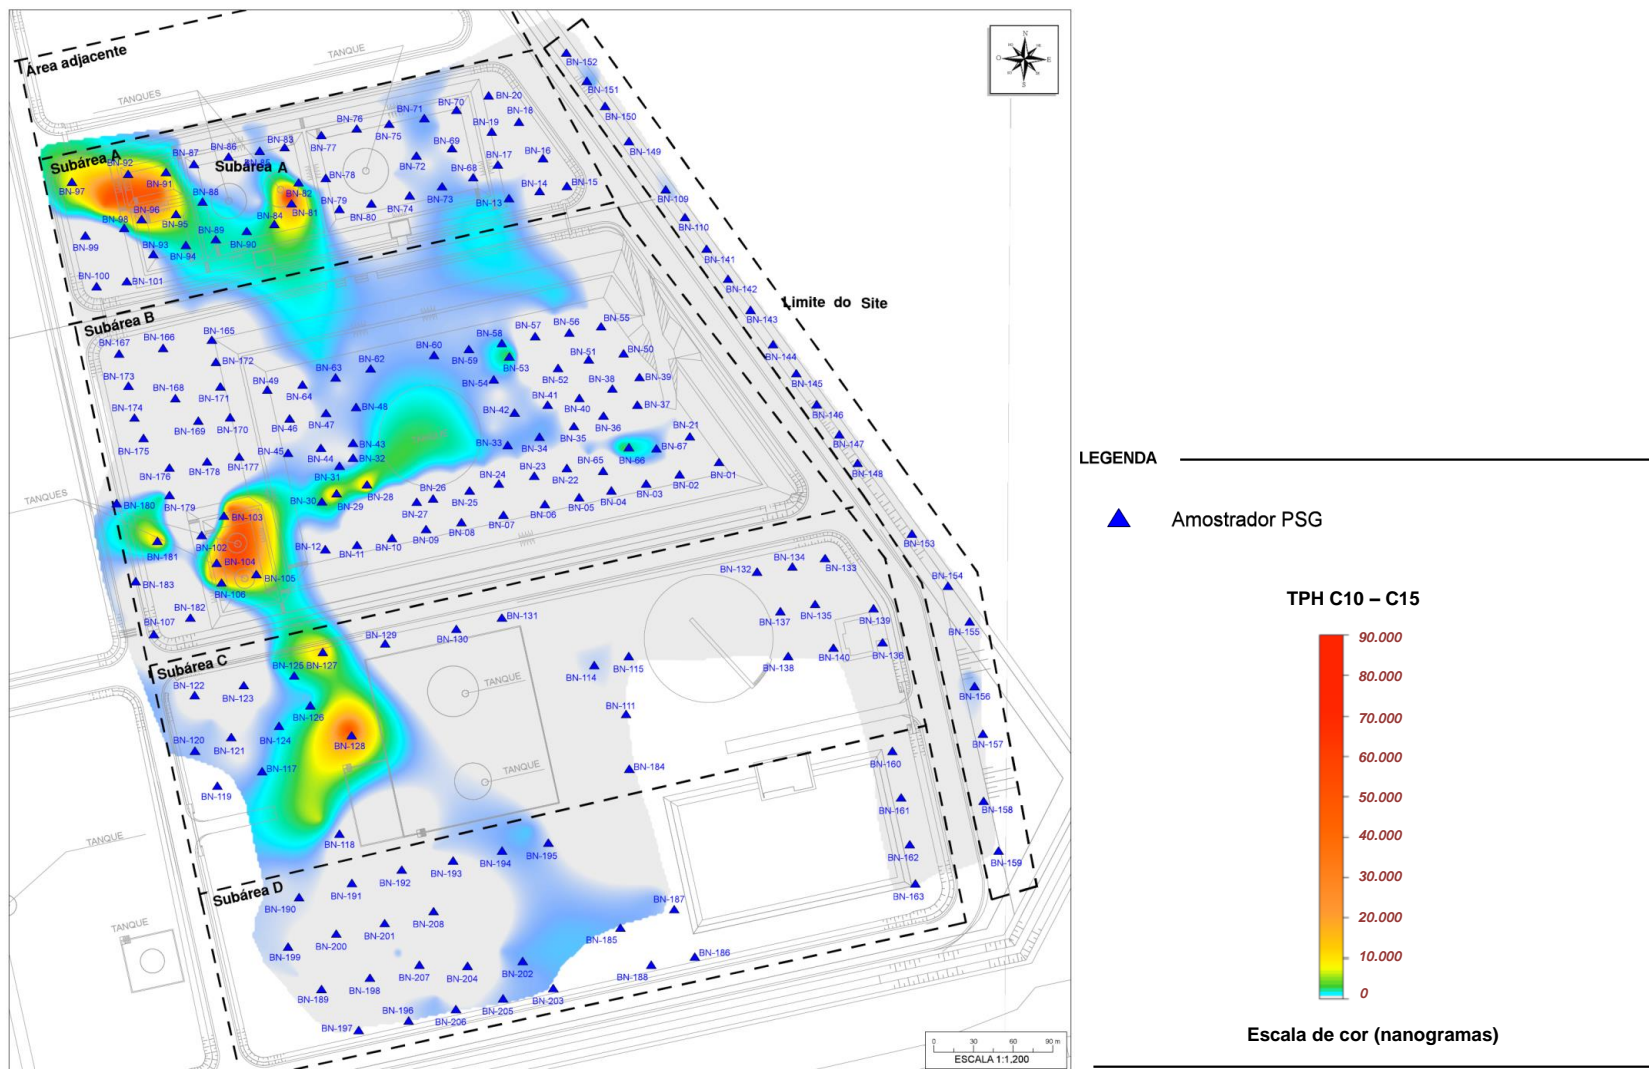 Área adjacente
TANQUE
TANQUES
N
O
E
S
BN-152
BN-151
BN-150
BN-149
BN-20
BN-70
BN-18
BN-71
BN-19
BN-76
BN-75
BN-83
BN-77
BN-69
BN-86
BN-85
BN-87
BN-72
BN-17
BN-16
Subárea A
Subárea A
BN-92
BN-91
BN-97
BN-78
BN-68
BN-14
BN-15
BN-88
BN-82
BN-81
BN-79
BN-80
BN-74
BN-73
BN-13
BN-109
BN-96
BN-98
BN-95
BN-84
BN-110
BN-99
BN-93
BN-94
BN-89
BN-90
BN-141
BN-100
BN-101
BN-142
Limite do Site
BN-143
Subárea B
BN-167
BN-166
BN-165
BN-172
BN-63
BN-62
BN-60
BN-59
BN-58
BN-57
BN-56
BN-55
BN-144
BN-53
BN-51
BN-50
BN-145
BN-173
BN-168
BN-171
BN-49
BN-64
BN-54
BN-52
BN-38
BN-39
BN-146
BN-174
BN-169
BN-170
BN-46
BN-47
BN-48
BN-42
BN-41
BN-40
BN-37
BN-147
BN-175
BN-45
BN-44
BN-43
BN-32
BN-33
BN-34
BN-35
BN-36
BN-21
BN-148
BN-176
BN-178
BN-177
BN-31
BN-24
BN-23
BN-65
BN-66
BN-67
BN-01
TANQUES
BN-180
BN-179
BN-30
BN-29
BN-28
BN-27
BN-26
BN-25
BN-22
BN-05
BN-04
BN-03
BN-02
BN-103
BN-06
BN-07
BN-08
BN-09
BN-10
BN-11
BN-12
BN-181
BN-102
BN-104
BN-105
BN-106
BN-183
BN-182
BN-107
BN-153
BN-132
BN-134
BN-133
BN-154
BN-131
BN-130
BN-129
BN-137
BN-135
BN-139
BN-155
BN-136
BN-140
BN-138
Subárea C
BN-125
BN-127
BN-114
BN-115
BN-122
BN-123
TANQUE
BN-156
BN-126
BN-124
BN-128
BN-111
BN-157
BN-120
BN-121
BN-117
BN-119
TANQUE
BN-184
BN-160
BN-161
BN-158
BN-118
TANQUE
BN-195
BN-194
BN-193
BN-192
BN-191
BN-190
BN-162
BN-159
BN-163
Subárea D
BN-187
BN-208
BN-201
BN-200
BN-199
TANQUE
BN-185
BN-186
BN-188
BN-202
BN-204
BN-207
BN-198
BN-189
BN-203
BN-205
BN-206
BN-196
BN-197
0 30 60 90 m
ESCALA 1:1.200
LEGENDA
Amostrador PSG
TPH C10 – C15
90.000
80.000
70.000
60.000
50.000
40.000
30.000
20.000
10.000
0
Escala de cor (nanogramas)